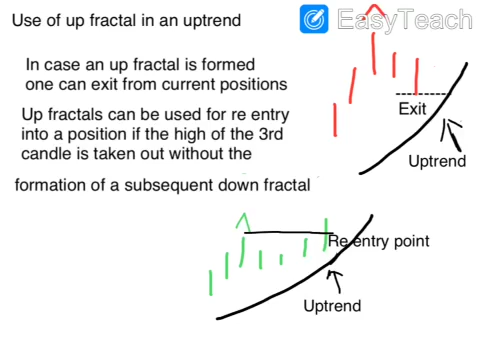 Use of up fractal in an uptrend
EasyTeach
In case an up fractal is formed
one can exit from current positions
Up fractals can be used for re entry
into a position if the high of the 3rd
candle is taken out without the
formation of a subsequent down fractal
Exit
Uptrend
Re entry point
Uptrend